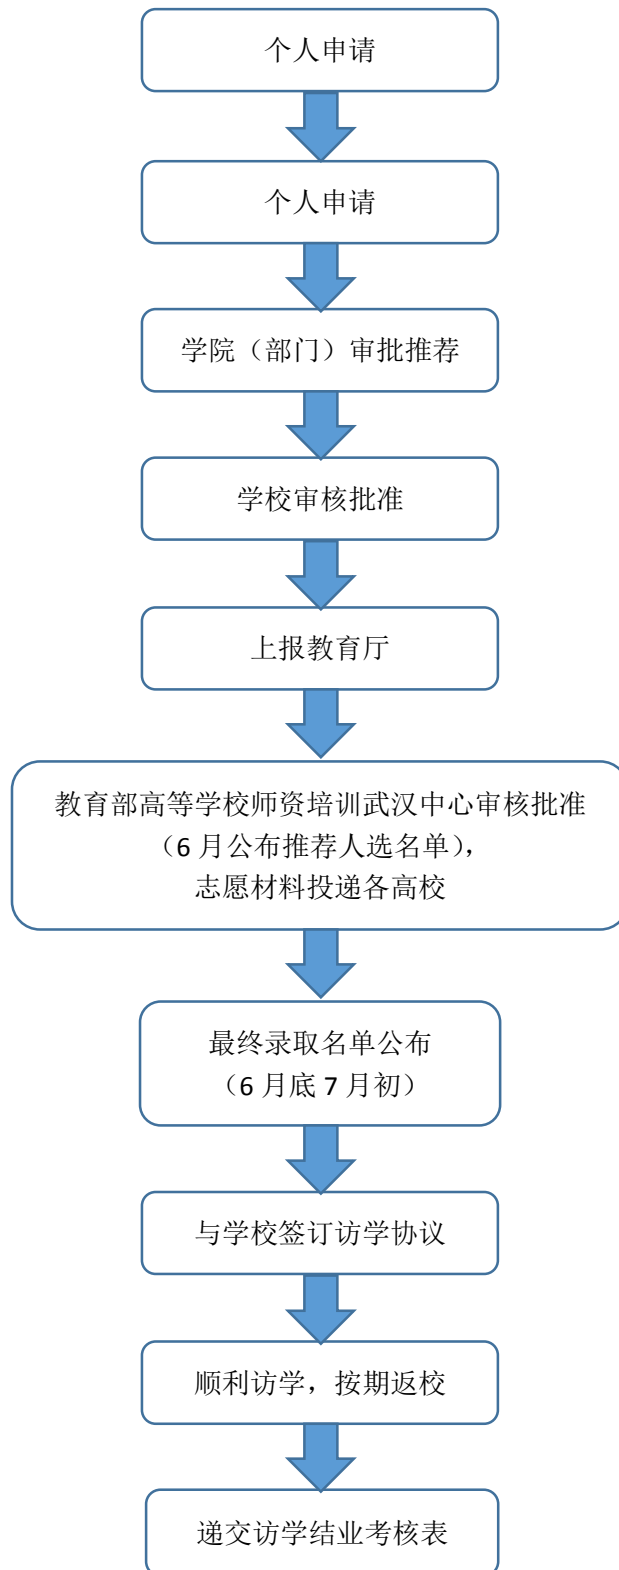 个人申请
个人申请
学院（部门）审批推荐
学校审核批准
上报教育厅
教育部高等学校师资培训武汉中心审核批准
（6 月公布推荐人选名单），
志愿材料投递各高校
最终录取名单公布
（6 月底 7 月初）
与学校签订访学协议
顺利访学，按期返校
递交访学结业考核表